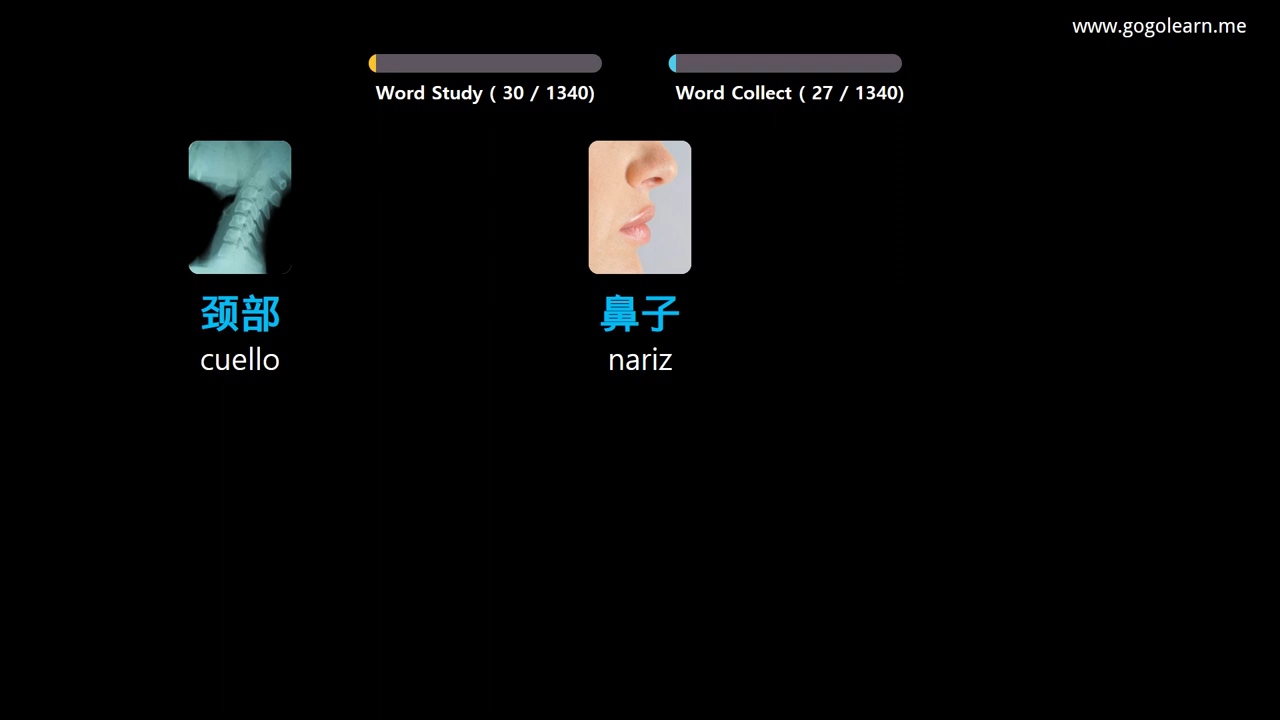 www.gogolearn.me
Word Study ( 30 / 1340)
Word Collect ( 27 / 1340)
颈部
cuello
鼻子
nariz